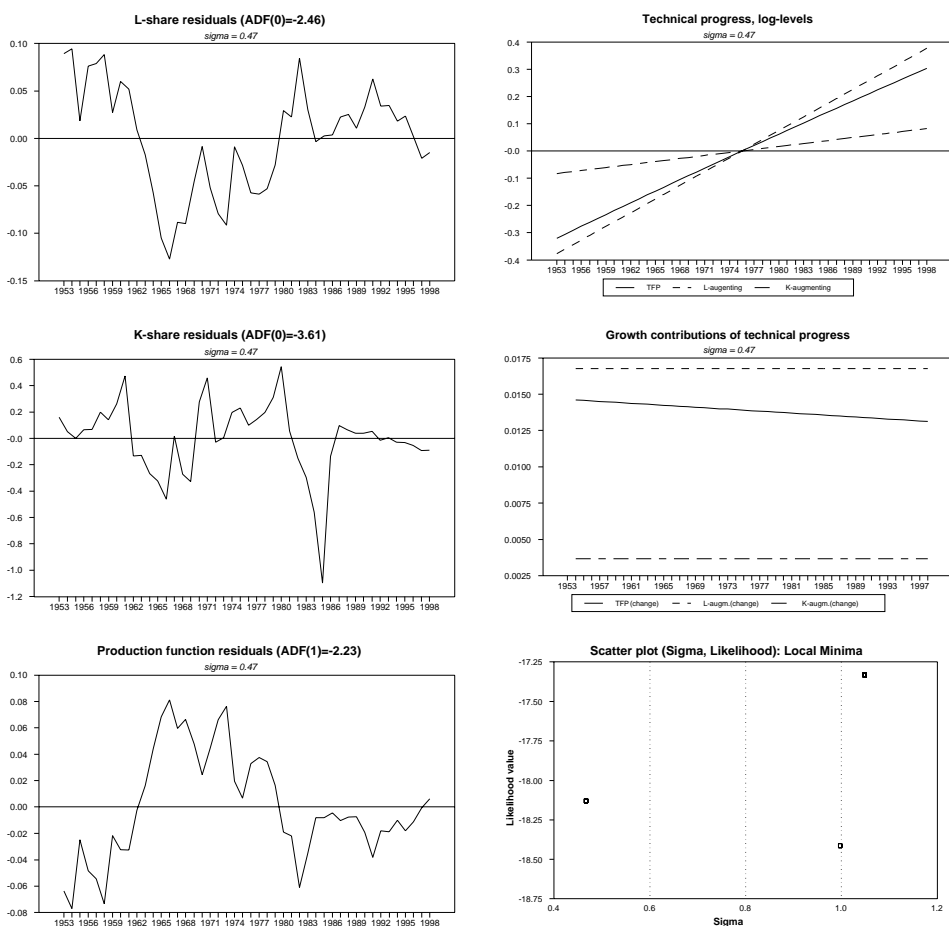 L-share residuals (ADF(0)=-2.46)
sigma = 0.47
0.10
0.05
0.00
-0.05
-0.10
-0.15
1953 1956 1959 1962 1965 1968 1971 1974 1977 1980 1983 1986 1989 1992 1995 1998
Technical progress, log-levels
sigma = 0.47
0.4
0.3
0.2
0.1
-0.0
-0.1
-0.2
-0.3
-0.4
1953 1956 1959 1962 1965 1968 1971 1974 1977 1980 1983 1986 1989 1992 1995 1998
TFP L-augenting K-augmenting
K-share residuals (ADF(0)=-3.61)
sigma = 0.47
0.6
0.4
0.2
-0.0
-0.2
-0.4
-0.6
-0.8
-1.0
-1.2
1953 1956 1959 1962 1965 1968 1971 1974 1977 1980 1983 1986 1989 1992 1995 1998
Growth contributions of technical progress
sigma = 0.47
0.0175
0.0150
0.0125
0.0100
0.0075
0.0050
0.0025
1953 1957 1961 1965 1969 1973 1977 1981 1985 1989 1993 1997
TFP(change) L-augm.(change) K-augm.(change)
Production function residuals (ADF(1)=-2.23)
sigma = 0.47
0.10
0.08
0.06
0.04
0.02
0.00
-0.02
-0.04
-0.06
-0.08
1953 1956 1959 1962 1965 1968 1971 1974 1977 1980 1983 1986 1989 1992 1995 1998
Scatter plot (Sigma, Likelihood): Local Minima
Likelihood value
-17.25
-17.50
-17.75
-18.00
-18.25
-18.50
-18.75
0.4 0.6 0.8 1.0 1.2
Sigma